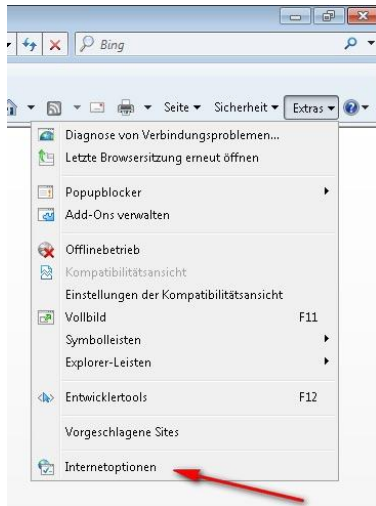 Bing
Seite Sicherheit Extras
Diagnose von Verbindungsproblemen...
Letzte Browsersitzung erneut öffnen
Popupblocker
Add-Ons verwalten
Offlinebetrieb
Kompatibilitätsansicht
Einstellungen der Kompatibilitätsansicht
Vollbild F11
Symbolleisten
Explorer-Leisten
Entwicklertools F12
Vorgeschlagene Sites
Internetoptionen